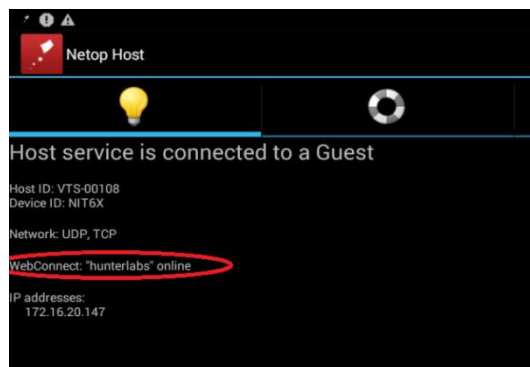 Netop Host
Host service is connected to a Guest
Host ID: VTS-00108
Device ID: NIT6X
Network: UDP, TCP
WebConnect: "hunterlabs" online
IP addresses:
172.16.20.147